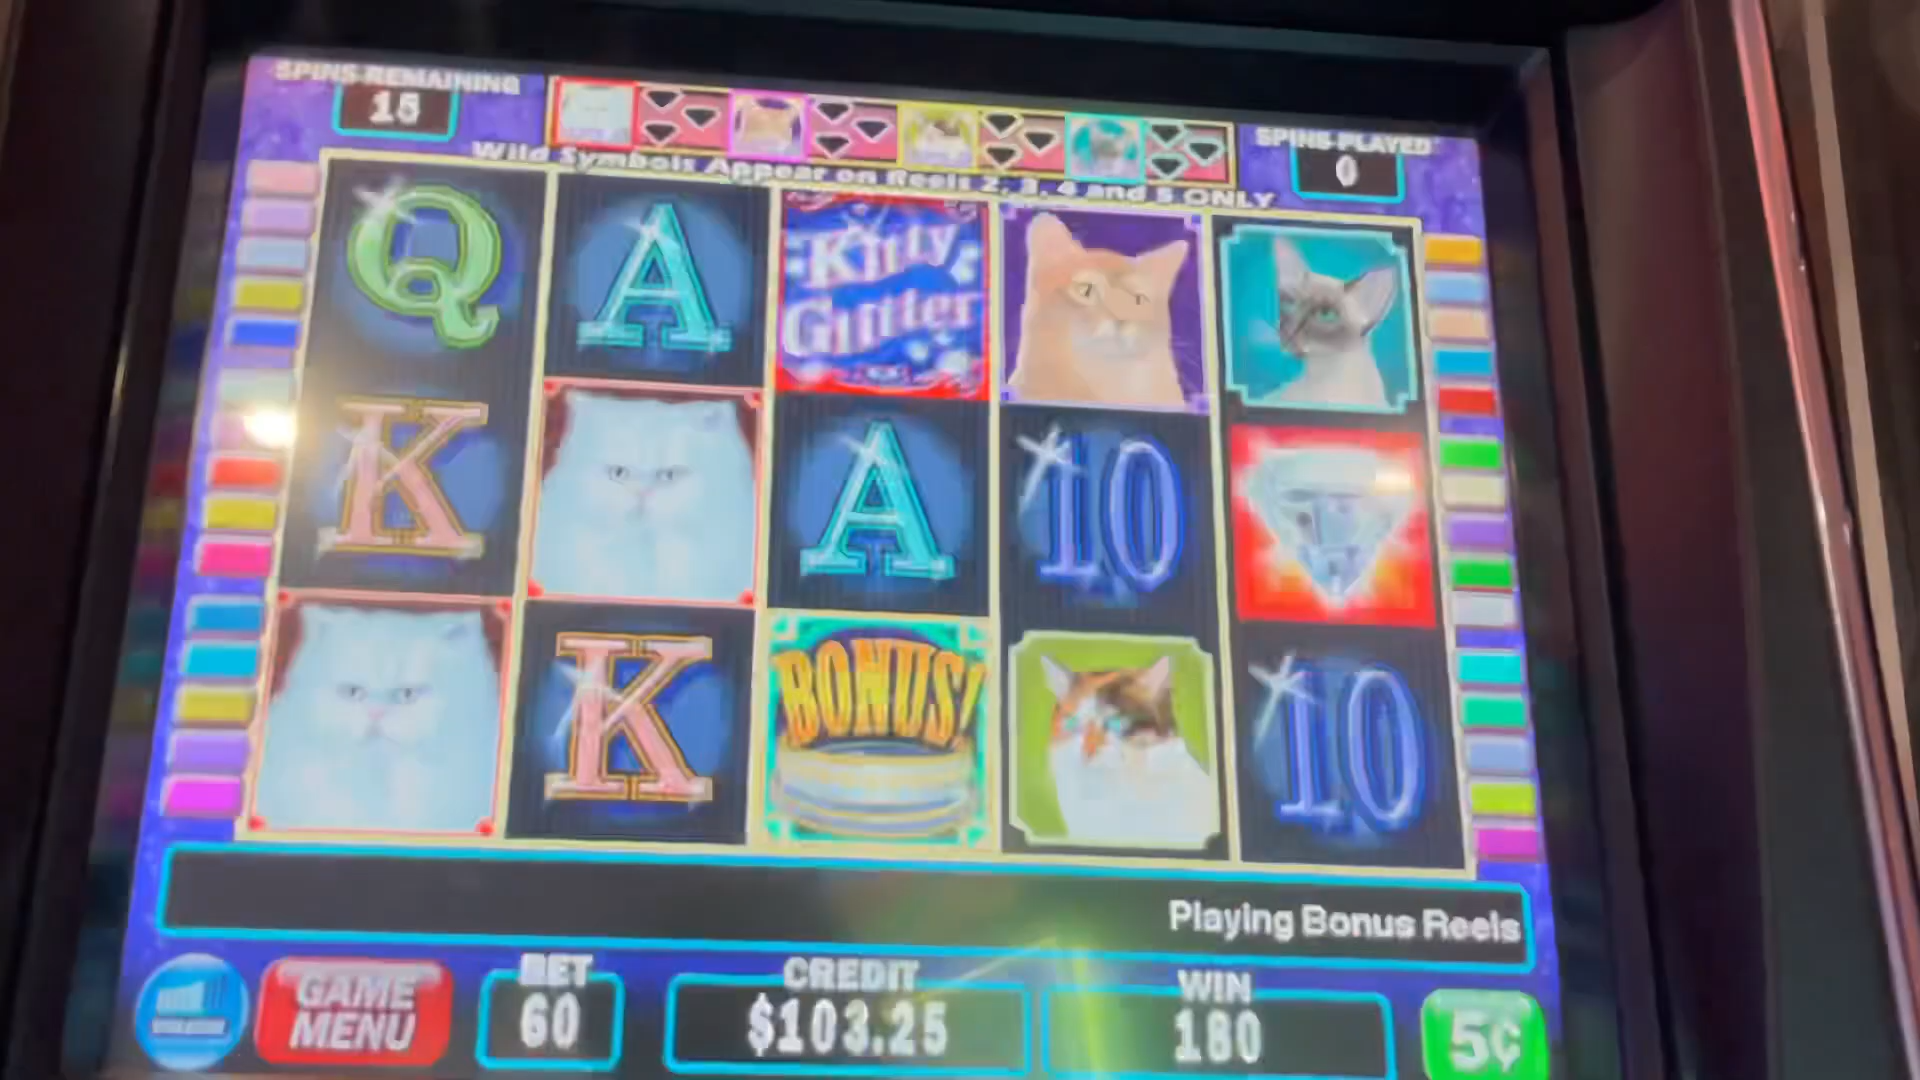 SPINS REMAINING
15
SPINS PLAYED
0
Wild Symbols Appear on Reels 2, 3, 4 and 5 ONLY
Q
A
Kitty
Glitter
K
A
10
K
BONUS!
10
Playing Bonus Reels
GAME
MENU
BET
60
CREDIT
$103.25
WIN
180
5¢